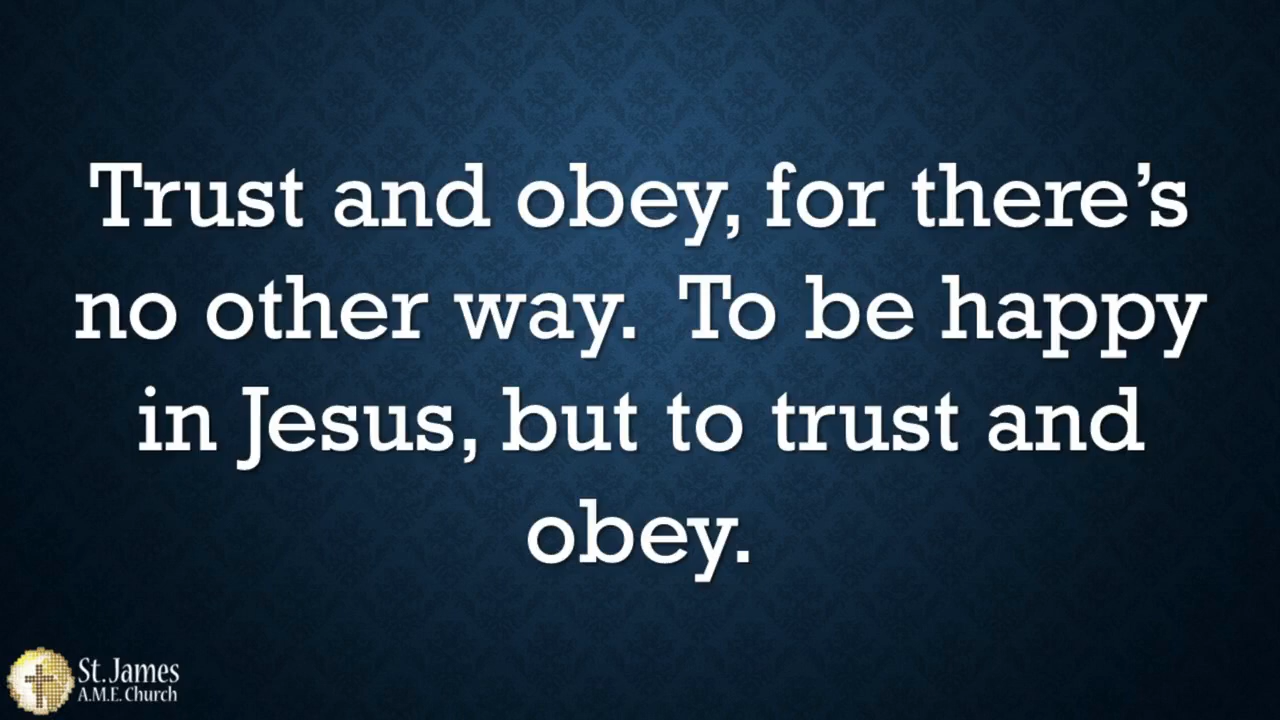 Trust and obey, for there’s
no other way.  To be happy
in Jesus, but to trust and
obey.
St. James
A.M.E. Church